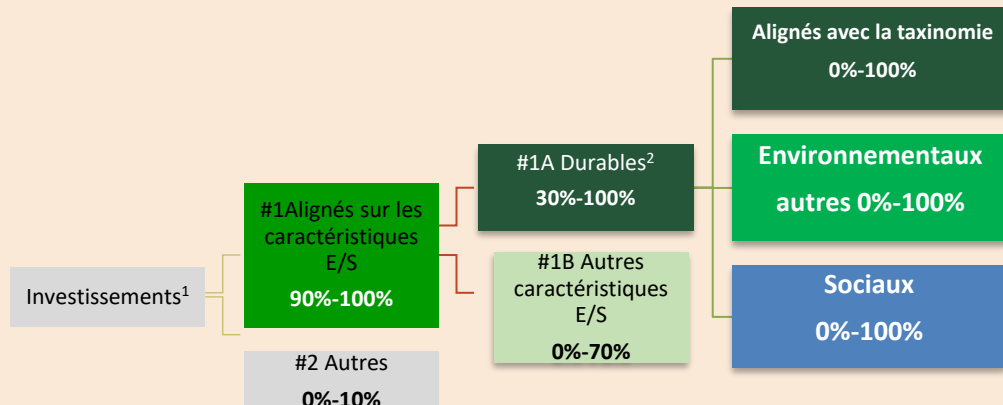 Investissements1
#1Alignés sur les
caractéristiques
E/S
90%-100%
#2 Autres
0%-10%
#1A Durables2
30%-100%
#1B Autres
caractéristiques
E/S
0%-70%
Alignés avec la taxinomie
0%-100%
Environnementaux
autres 0%-100%
Sociaux
0%-100%